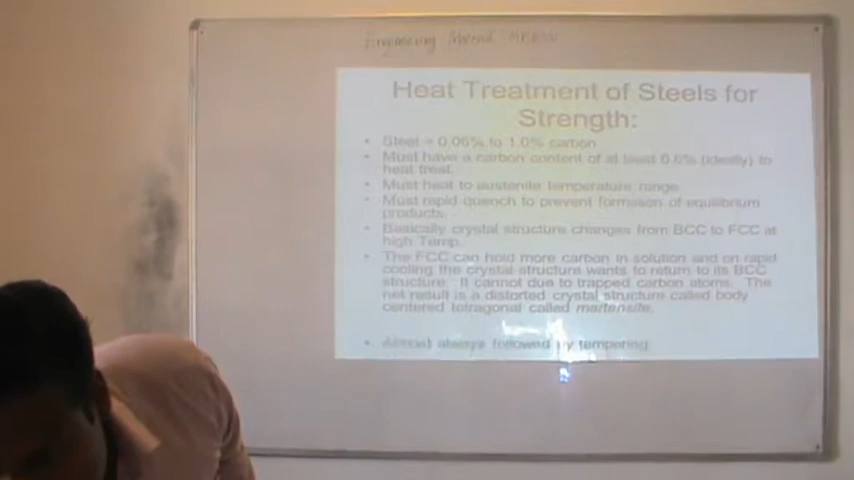 Engineering
Heat Treatment of Steels for
Strength:
• Steel = 0.06% to 1.0% carbon
• Must have a carbon content of at least 0.6% (ideally) to
heat treat.
• Must heat to austenite temperature range.
• Must rapid quench to prevent formation of equilibrium
products.
• Basically crystal structure changes from BCC to FCC at
high Temp.
• The FCC can hold more carbon in solution and on rapid
cooling the crystal structure wants to return to its BCC
structure. It cannot due to trapped carbon atoms. The
net result is a distorted crystal structure called body
centered tetragonal called martensite.
• Almost always followed by tempering.